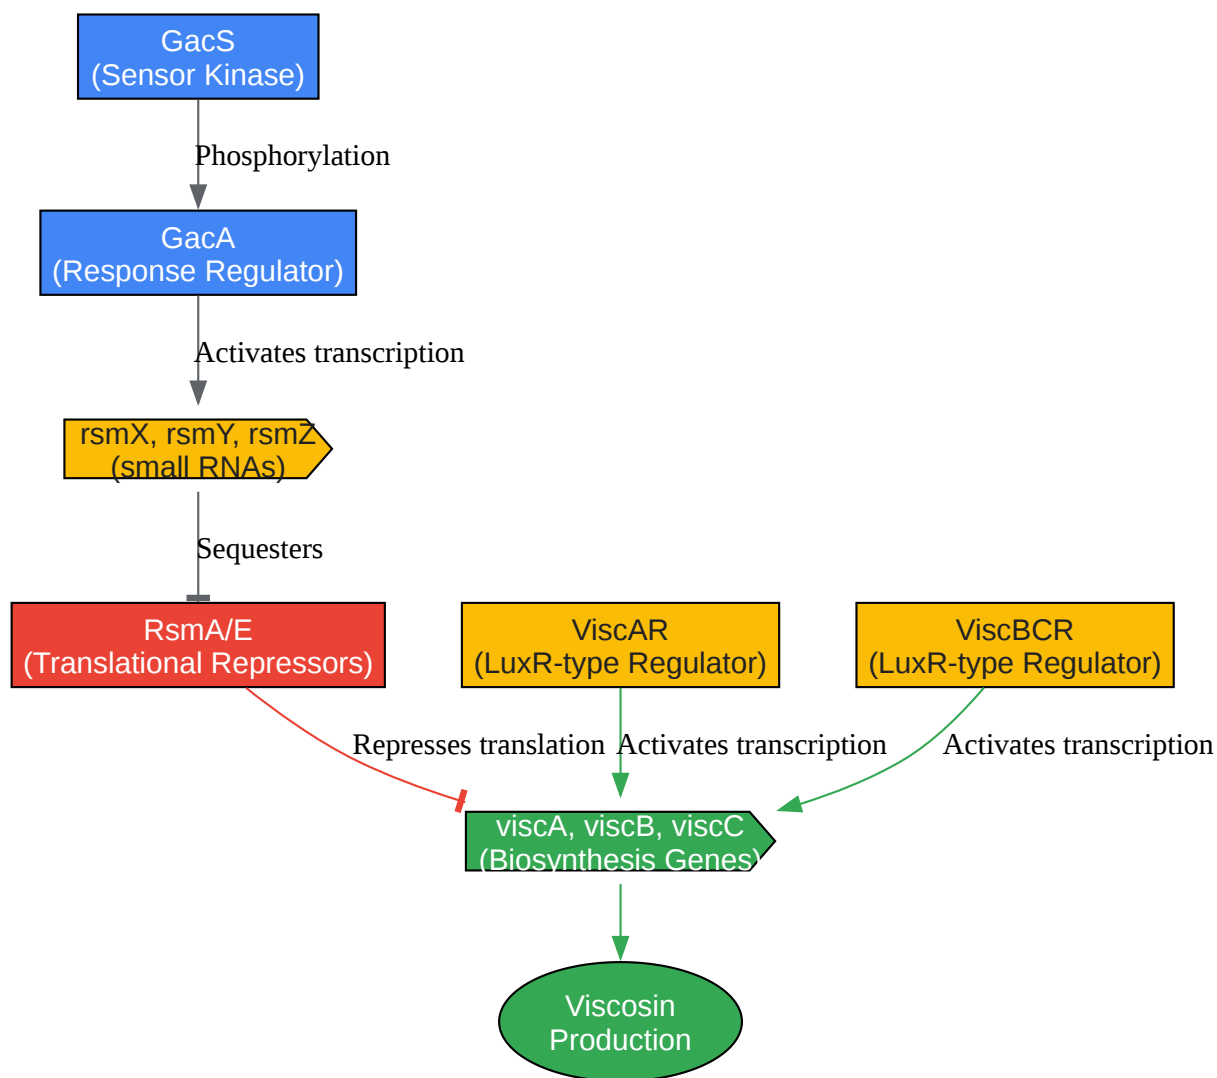 GacS
(Sensor Kinase)
Phosphorylation
GacA
(Response Regulator)
Activates transcription
rsmX, rsmY, rsmZ
(small RNAs)
Sequesters
RsmA/E
(Translational Repressors)
ViscAR
(LuxR-type Regulator)
ViscBCR
(LuxR-type Regulator)
Represses translation
Activates transcription
Activates transcription
viscA, viscB, viscC
(Biosynthesis Genes)
Viscosin
Production